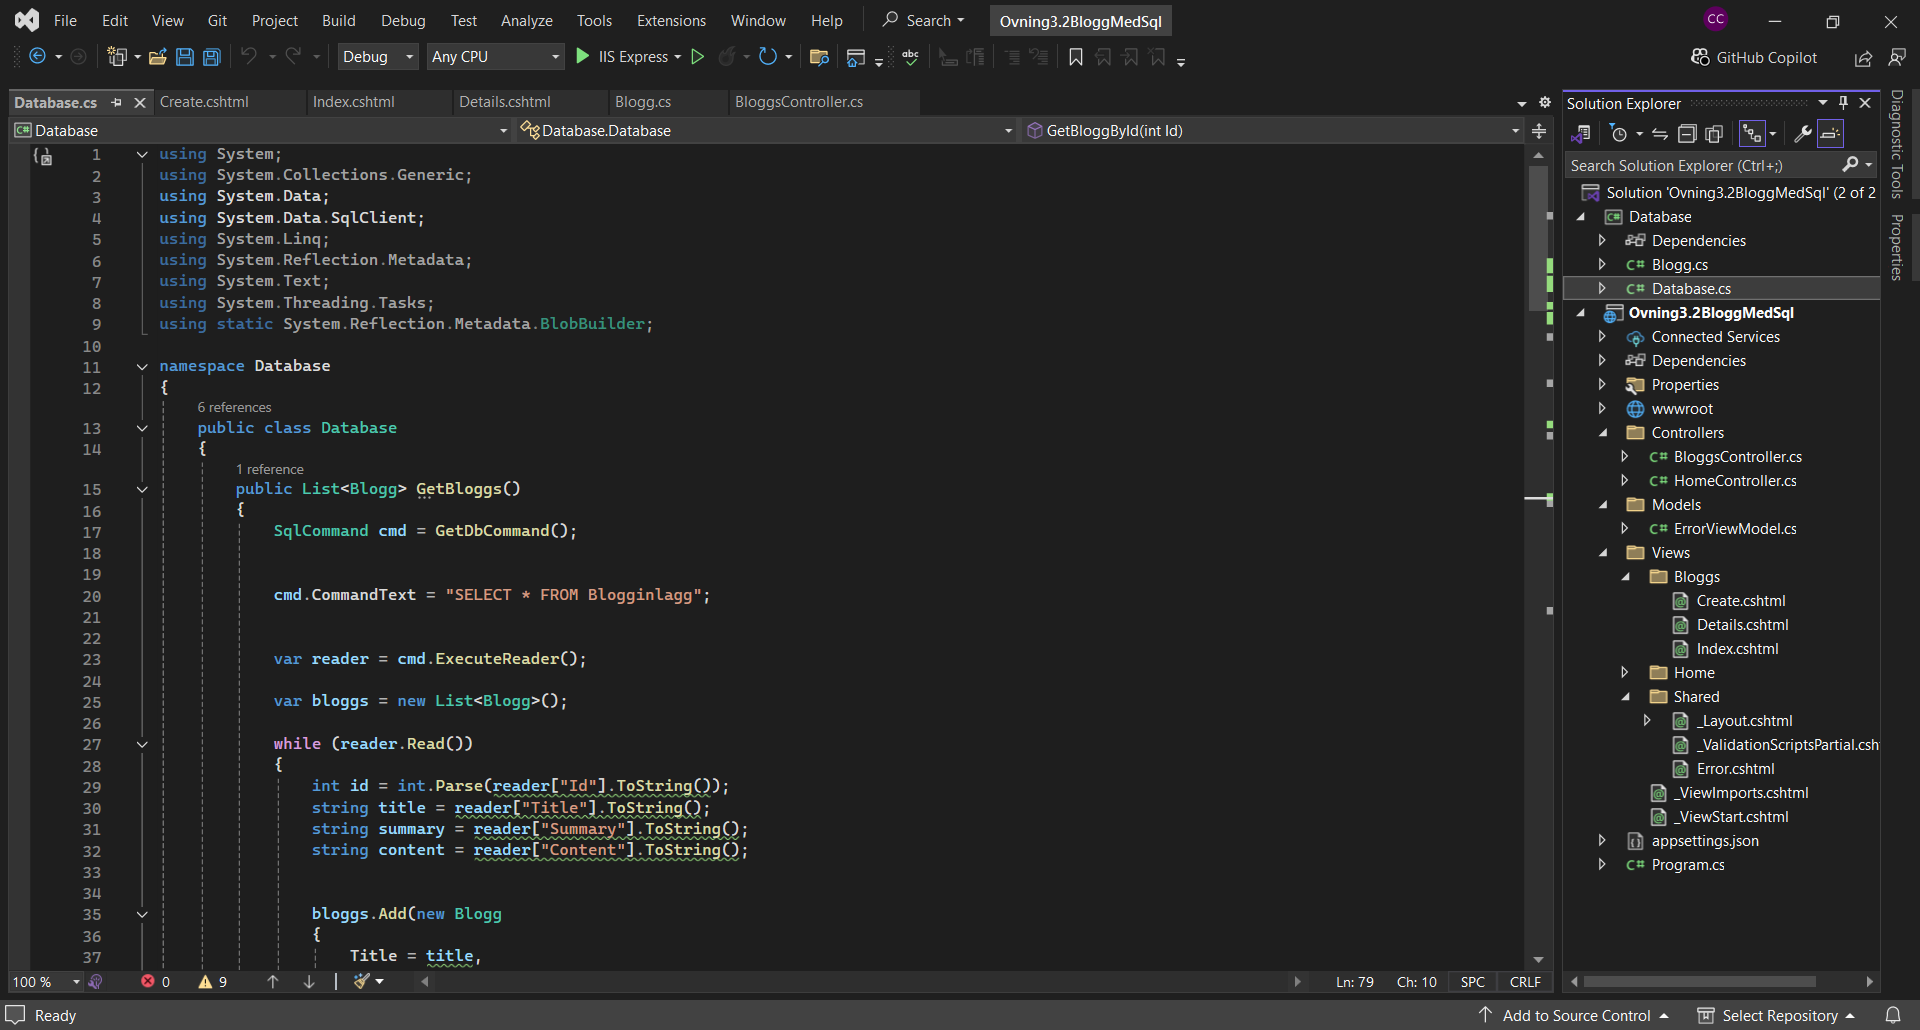 File Edit View Git Project Build Debug Test Analyze Tools Extensions Window Help Search Ovning3.2BloggMedSql CC
Debug Any CPU IIS Express abc GitHub Copilot
Database.cs Create.cshtml Index.cshtml Details.cshtml Blogg.cs BloggsController.cs
Database Database.Database GetBloggById(int Id)
1 using System;
2 using System.Collections.Generic;
3 using System.Data;
4 using System.Data.SqlClient;
5 using System.Linq;
6 using System.Reflection.Metadata;
7 using System.Text;
8 using System.Threading.Tasks;
9 using static System.Reflection.Metadata.BlobBuilder;
10
11 namespace Database
12 {
6 references
13 public class Database
14 {
1 reference
15 public List<Blogg> GetBloggs()
16 {
17 SqlCommand cmd = GetDbCommand();
18
19
20 cmd.CommandText = "SELECT * FROM Blogginlagg";
21
22
23 var reader = cmd.ExecuteReader();
24
25 var bloggs = new List<Blogg>();
26
27 while (reader.Read())
28 {
29 int id = int.Parse(reader["Id"].ToString());
30 string title = reader["Title"].ToString();
31 string summary = reader["Summary"].ToString();
32 string content = reader["Content"].ToString();
33
34
35 bloggs.Add(new Blogg
36 {
37 Title = title,
100 % 0 9 Ln: 79 Ch: 10 SPC CRLF
Solution Explorer
Search Solution Explorer (Ctrl+;)
Solution 'Ovning3.2BloggMedSql' (2 of 2
C# Database
Dependencies
C# Blogg.cs
C# Database.cs
Ovning3.2BloggMedSql
Connected Services
Dependencies
Properties
wwwroot
Controllers
C# BloggsController.cs
C# HomeController.cs
Models
C# ErrorViewModel.cs
Views
Bloggs
Create.cshtml
Details.cshtml
Index.cshtml
Home
Shared
_Layout.cshtml
_ValidationScriptsPartial.csh
Error.cshtml
_ViewImports.cshtml
_ViewStart.cshtml
appsettings.json
C# Program.cs
Diagnostic Tools
Properties
Ready Add to Source Control Select Repository